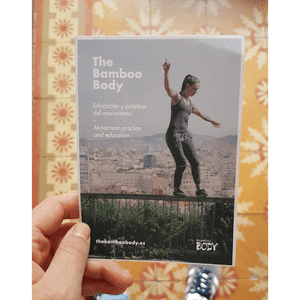 The
Bamboo
Body
Educación y práctica
del movimiento.
–
Movement practice
and education.
thebamboobody.es
BODY